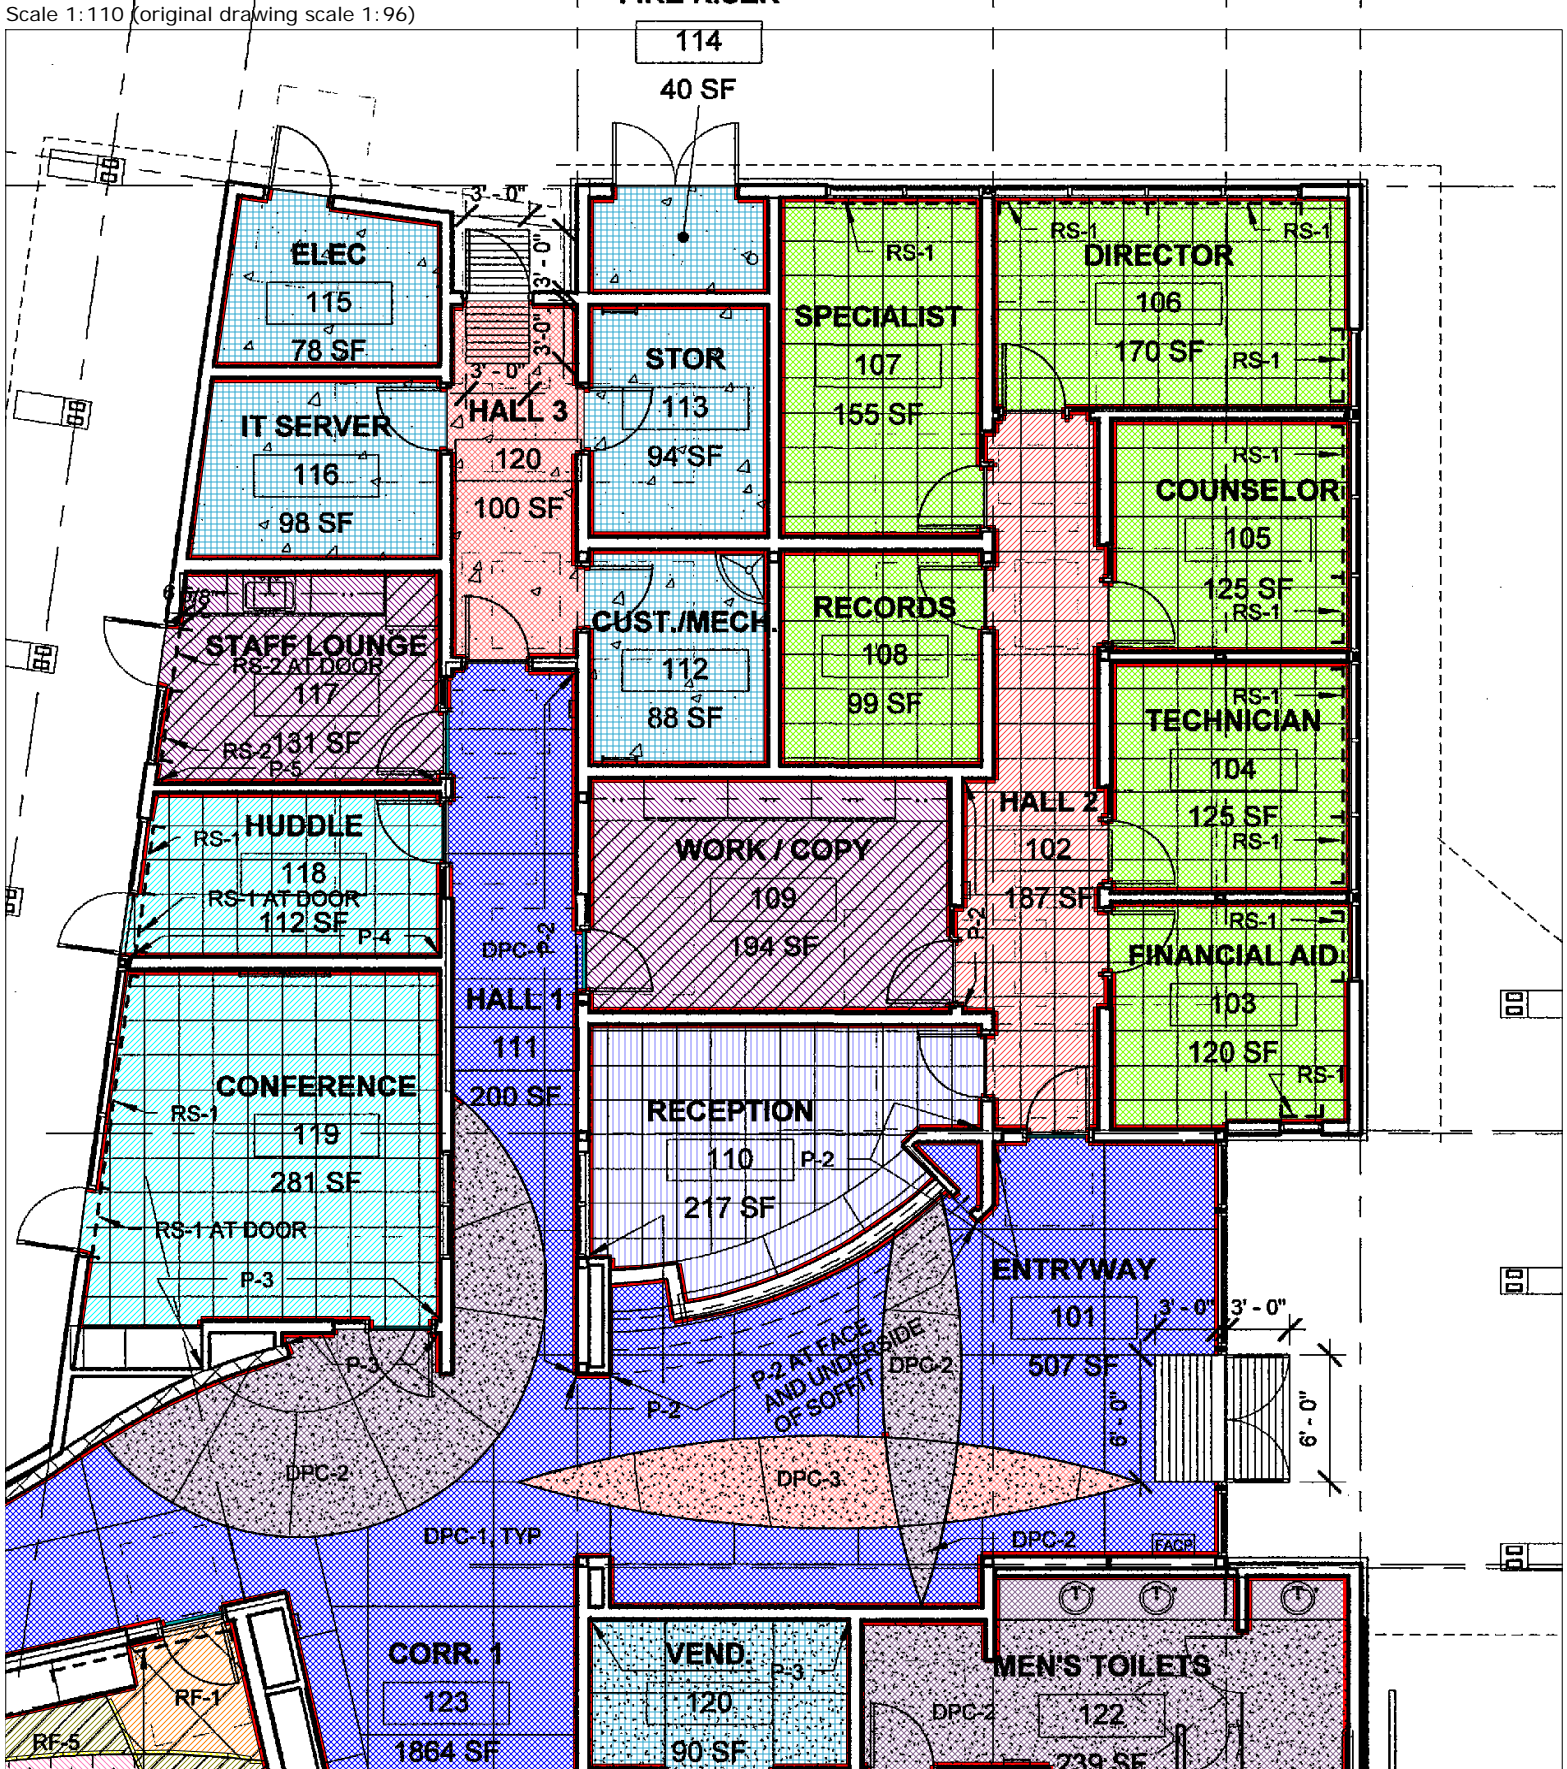 Scale 1:110 (original drawing scale 1:96)
114
40 SF
3' - 0"
3' - 0"
3'-0"
3' - 0"
ELEC
115
78 SF
RS-1
RS-1
RS-1
DIRECTOR
106
170 SF
RS-1
SPECIALIST
107
155 SF
STOR
113
94 SF
HALL 3
120
100 SF
IT SERVER
116
98 SF
RS-1
COUNSELOR
105
125 SF
RS-1
CUST./MECH.
112
88 SF
RECORDS
108
99 SF
STAFF LOUNGE
RS-2 AT DOOR
117
131 SF
RS-2
P-5
RS-1
TECHNICIAN
104
125 SF
RS-1
HALL 2
102
187 SF
P-2
HUDDLE
RS-1
118
RS-1 AT DOOR
112 SF
P-4
WORK / COPY
109
194 SF
P-2
DPC-1
HALL 1
111
200 SF
RS-1
FINANCIAL AID
103
120 SF
RS-1
CONFERENCE
RS-1
119
281 SF
RS-1 AT DOOR
P-3
RECEPTION
110
P-2
217 SF
ENTRYWAY
101
507 SF
3' - 0"
3' - 0"
6' - 0"
6' - 0"
P-3
P-2 AT FACE
AND UNDERSIDE
OF SOFFIT
DPC-2
P-2
DPC-2
DPC-3
DPC-1, TYP
DPC-2
FACP
CORR. 1
123
1864 SF
VEND.
P-3
120
90 SF
MEN'S TOILETS
DPC-2
122
239 SF
RF-1
RF-5